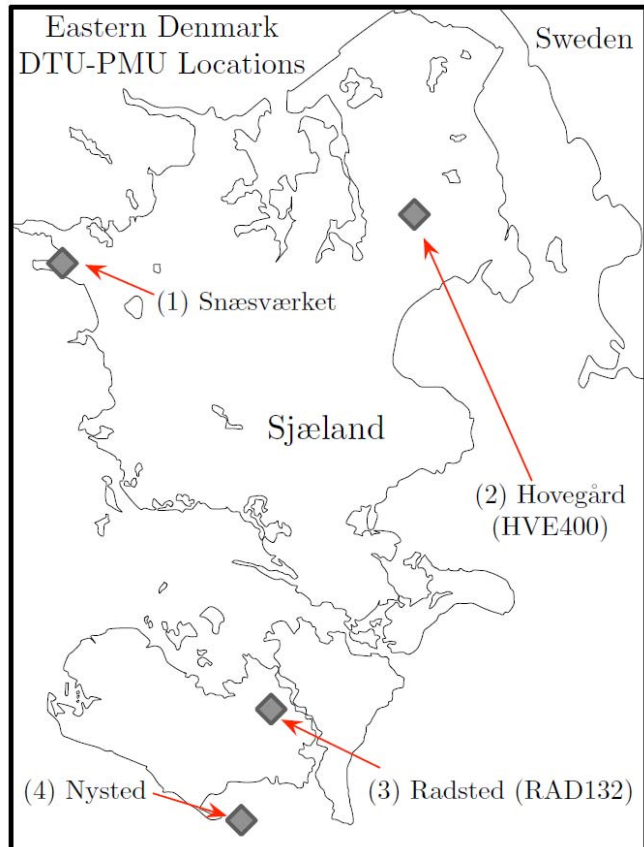 Eastern Denmark
DTU-PMU Locations
Sweden
(1) Snæsværket
Sjæland
(2) Hovegård
(HVE400)
(4) Nysted
(3) Radsted (RAD132)